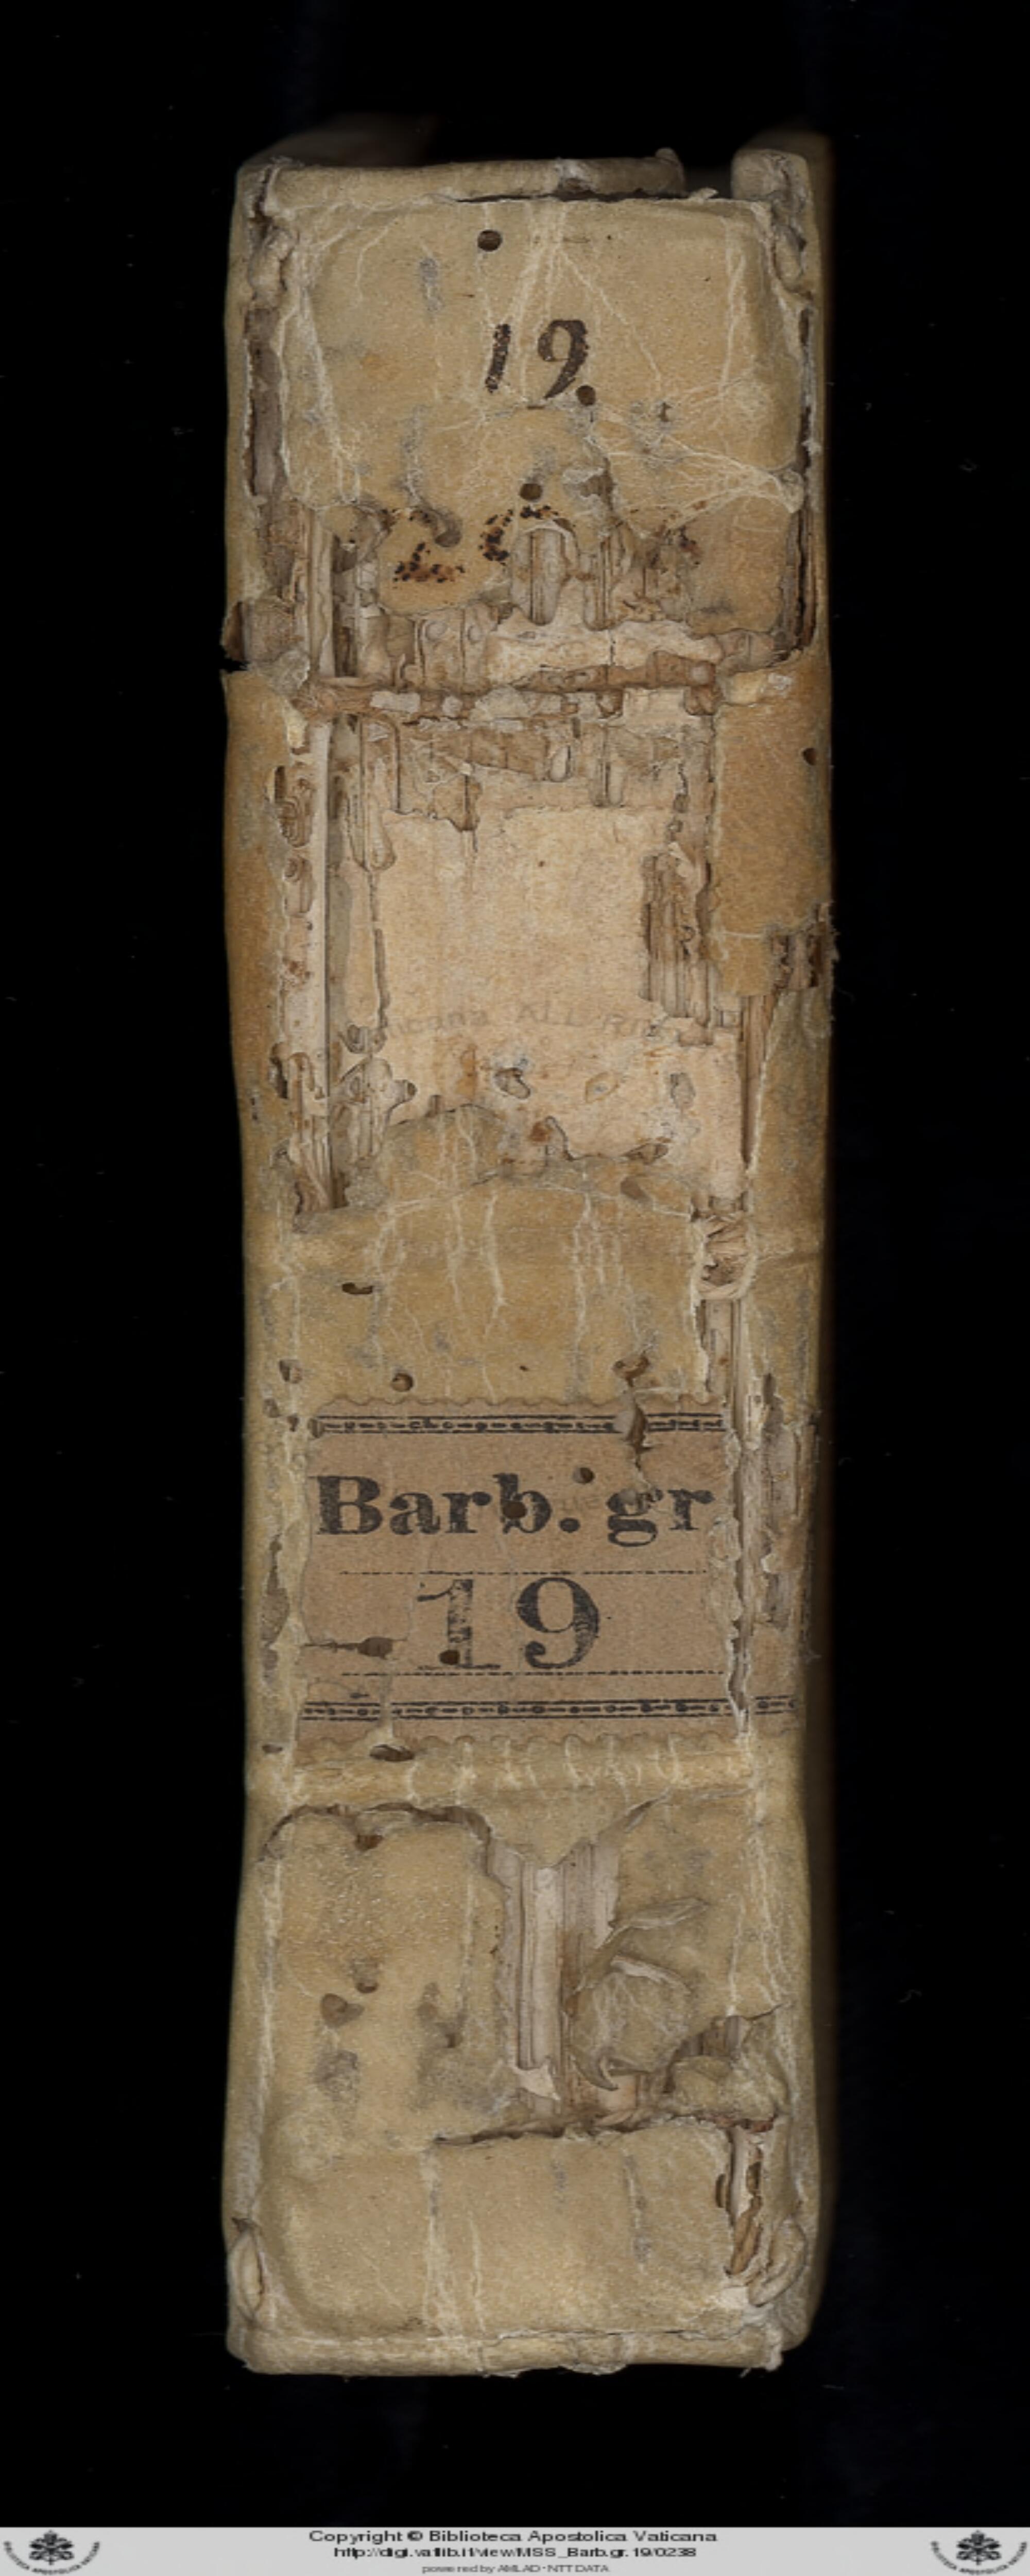 19.
Barb. gr
19
Copyright © Biblioteca Apostolica Vaticana
http://digi.vatlib.it/view/MSS_Barb.gr.19/0238
powered by AMLAD - NTT DATA